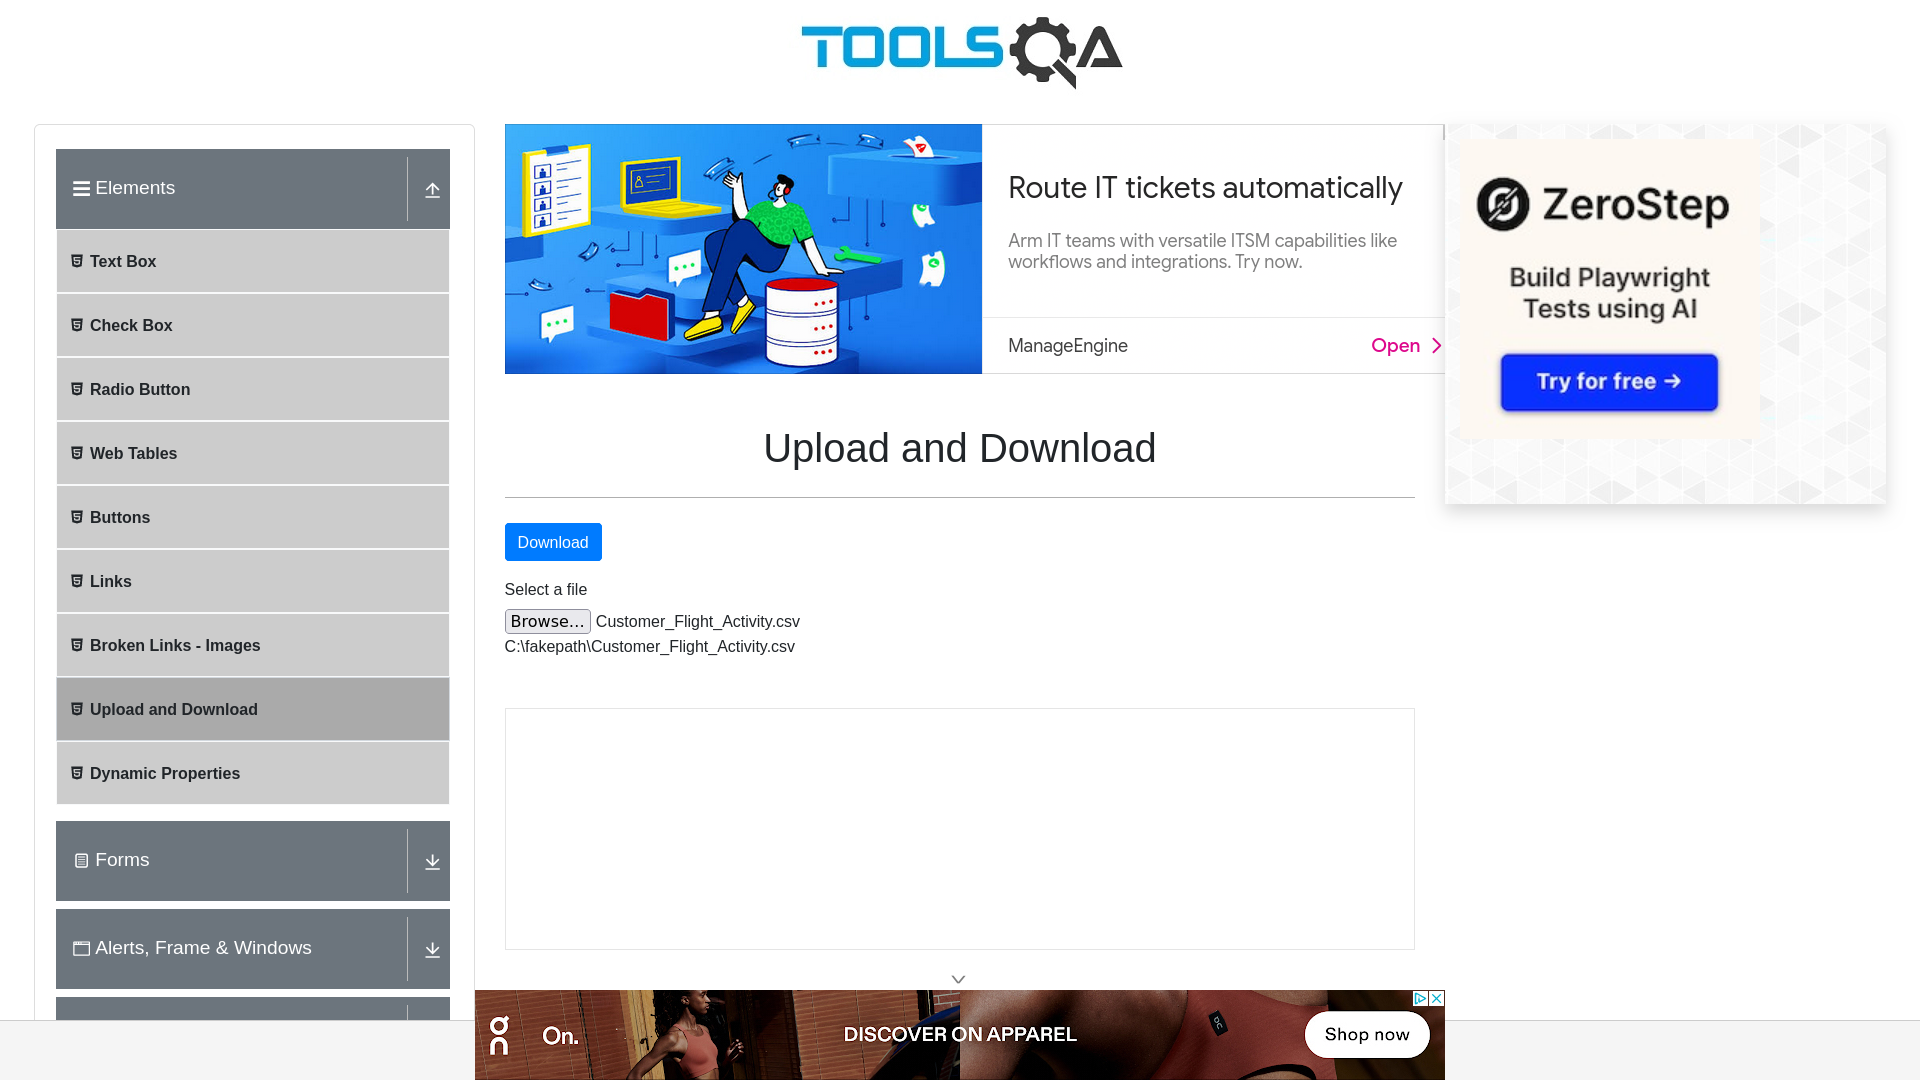 TOOLSQA
Elements
Text Box
Check Box
Radio Button
Web Tables
Buttons
Links
Broken Links - Images
Upload and Download
Dynamic Properties
Forms
Alerts, Frame & Windows
Route IT tickets automatically
Arm IT teams with versatile ITSM capabilities like
workflows and integrations. Try now.
ManageEngine
Open
ZeroStep
Build Playwright
Tests using AI
Try for free →
Upload and Download
Download
Select a file
Browse... Customer_Flight_Activity.csv
C:\fakepath\Customer_Flight_Activity.csv
On
On.
DISCOVER ON APPAREL
Shop now